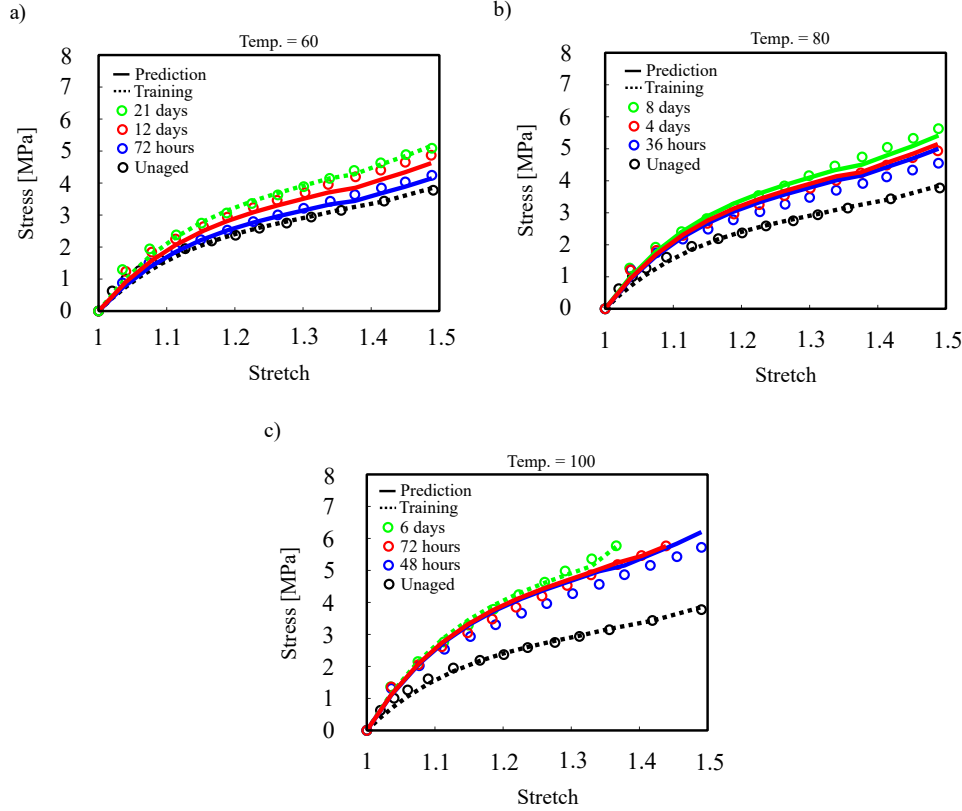 a)
Temp. = 60
8
7
6
5
4
3
2
1
0
Stress [MPa]
Prediction
Training
21 days
12 days
72 hours
Unaged
1
1.1
1.2
1.3
1.4
1.5
Stretch
b)
Temp. = 80
8
7
6
5
4
3
2
1
0
Stress [MPa]
Prediction
Training
8 days
4 days
36 hours
Unaged
1
1.1
1.2
1.3
1.4
1.5
Stretch
c)
Temp. = 100
8
7
6
5
4
3
2
1
0
Stress [MPa]
Prediction
Training
6 days
72 hours
48 hours
Unaged
1
1.1
1.2
1.3
1.4
1.5
Stretch